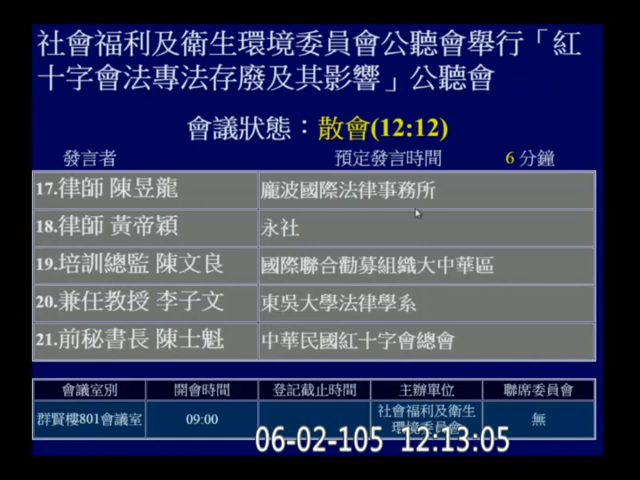 社會福利及衛生環境委員會公聽會舉行「紅
十字會法專法存廢及其影響」公聽會
會議狀態：散會(12:12)
發言者 預定發言時間 6 分鐘
17.律師 陳昱龍 龐波國際法律事務所
18.律師 黃帝穎 永社
19.培訓總監 陳文良 國際聯合勸募組織大中華區
20.兼任教授 李子文 東吳大學法律學系
21.前秘書長 陳士魁 中華民國紅十字會總會
會議室別 開會時間 登記截止時間 主辦單位 聯席委員會
群賢樓801會議室 09:00 社會福利及衛生 無
環境委員會
06-02-105 12:13:05